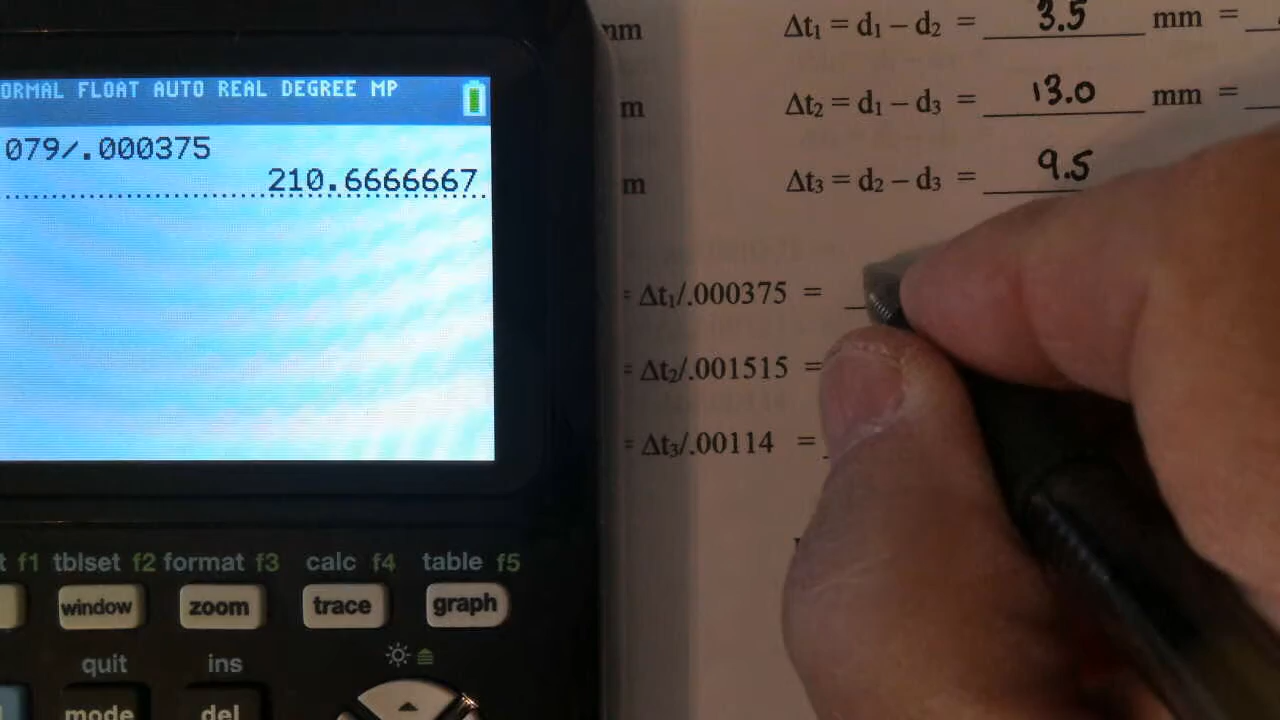 ORMAL FLOAT AUTO REAL DEGREE MP
079/.000375
210.6666667
t f1 tblset f2 format f3 calc f4 table f5
window zoom trace graph
quit ins
mode del
mm Δt₁ = d₁ − d₂ = 3.5 mm =
m Δt₂ = d₁ − d₃ = 13.0 mm =
m Δt₃ = d₂ − d₃ = 9.5
= Δt₁/.000375 =
= Δt₂/.001515 =
= Δt₃/.00114 =